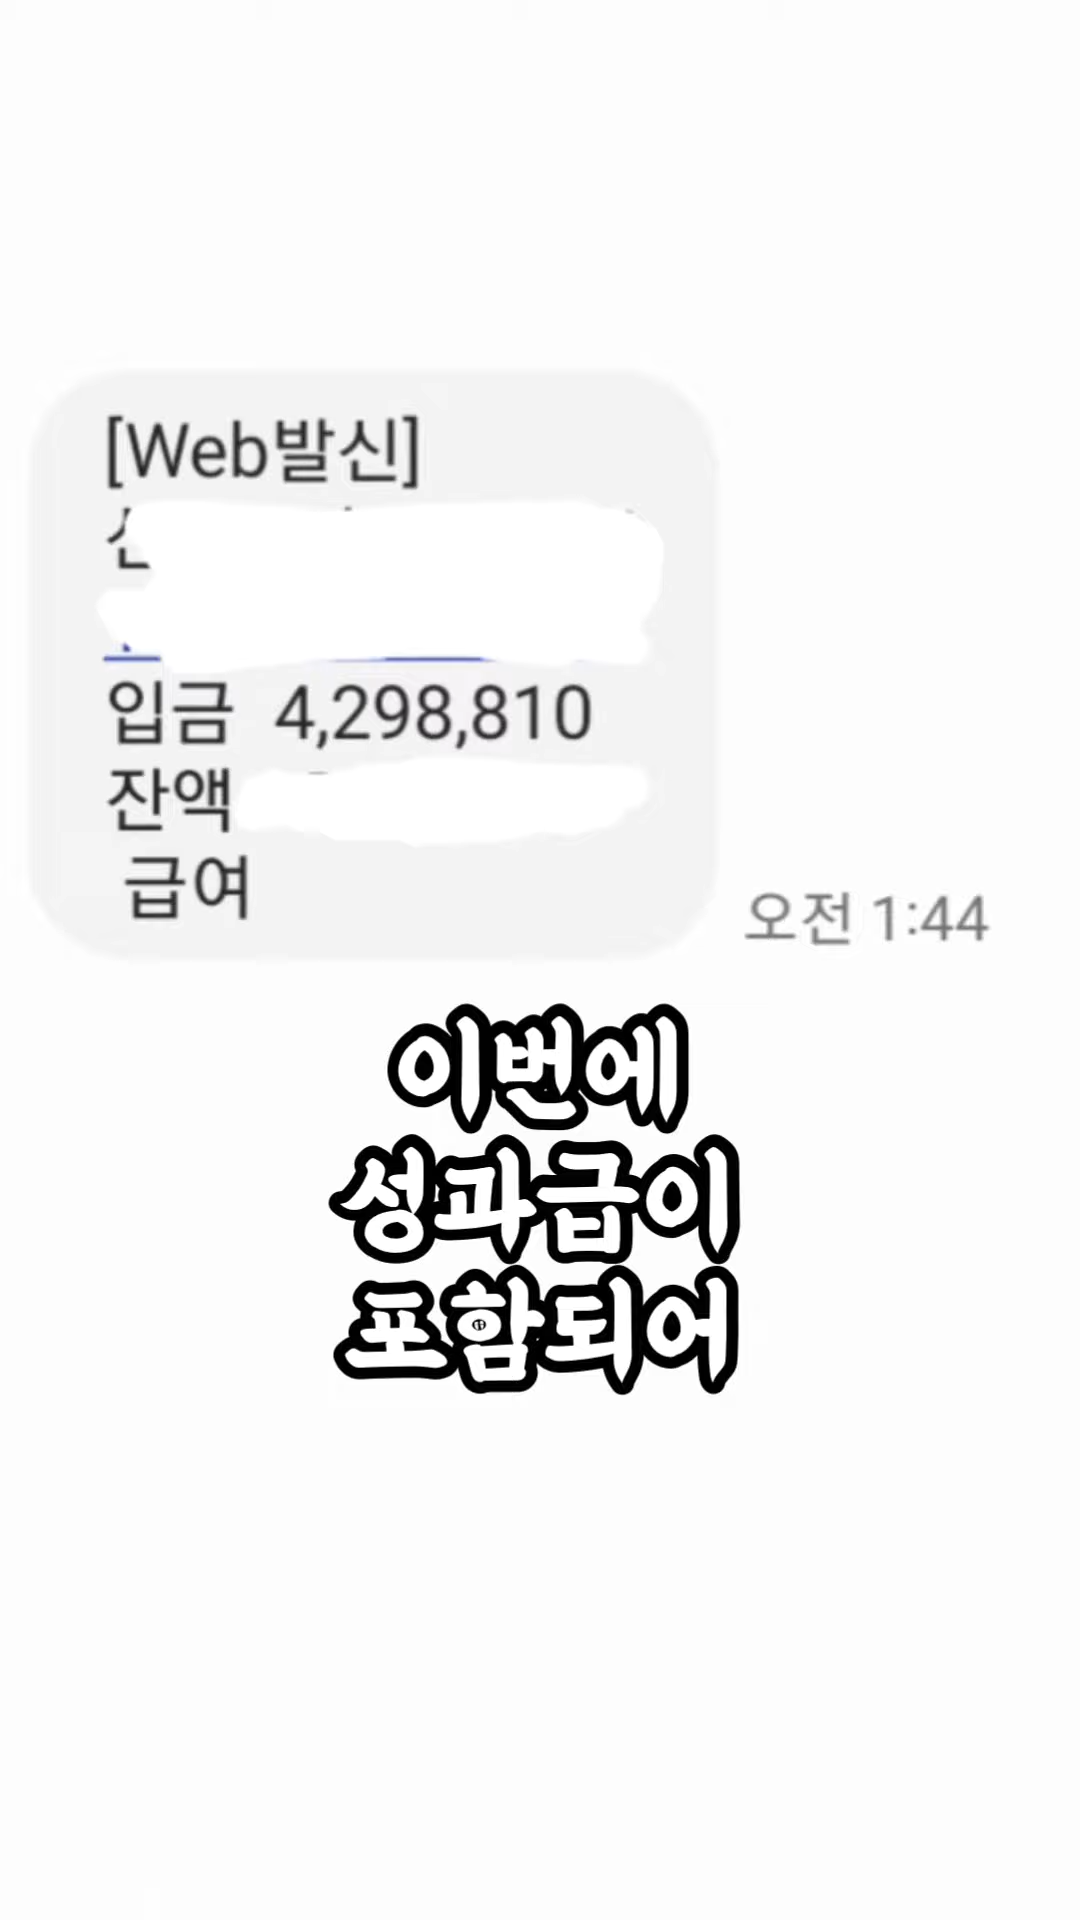 [Web발신]
입금 4,298,810
잔액
급여
오전 1:44
이번에
성과급이
포함되어